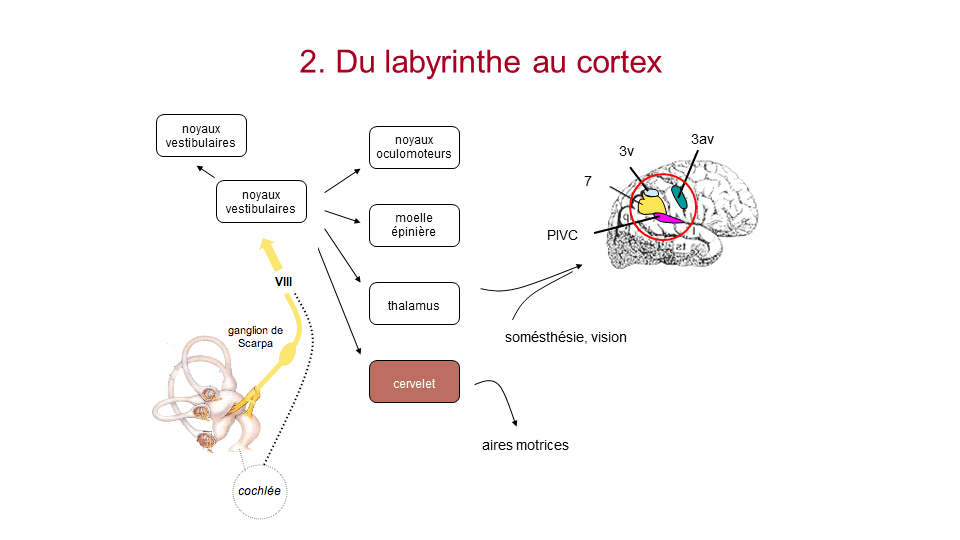 2. Du labyrinthe au cortex
noyaux
vestibulaires
noyaux
vestibulaires
VIII
ganglion de
Scarpa
cochlée
noyaux
oculomoteurs
moelle
épinière
thalamus
cervelet
aires motrices
somésthésie, vision
3av
3v
7
PIVC